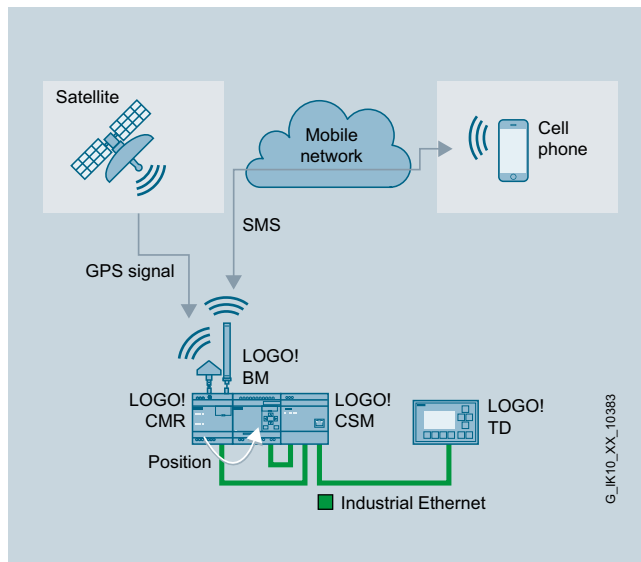 Satellite
Mobile
network
Cell
phone
SMS
GPS signal
LOGO!
BM
LOGO!
CMR
LOGO!
CSM
LOGO!
TD
Position
Industrial Ethernet
G_IK10_XX_10383